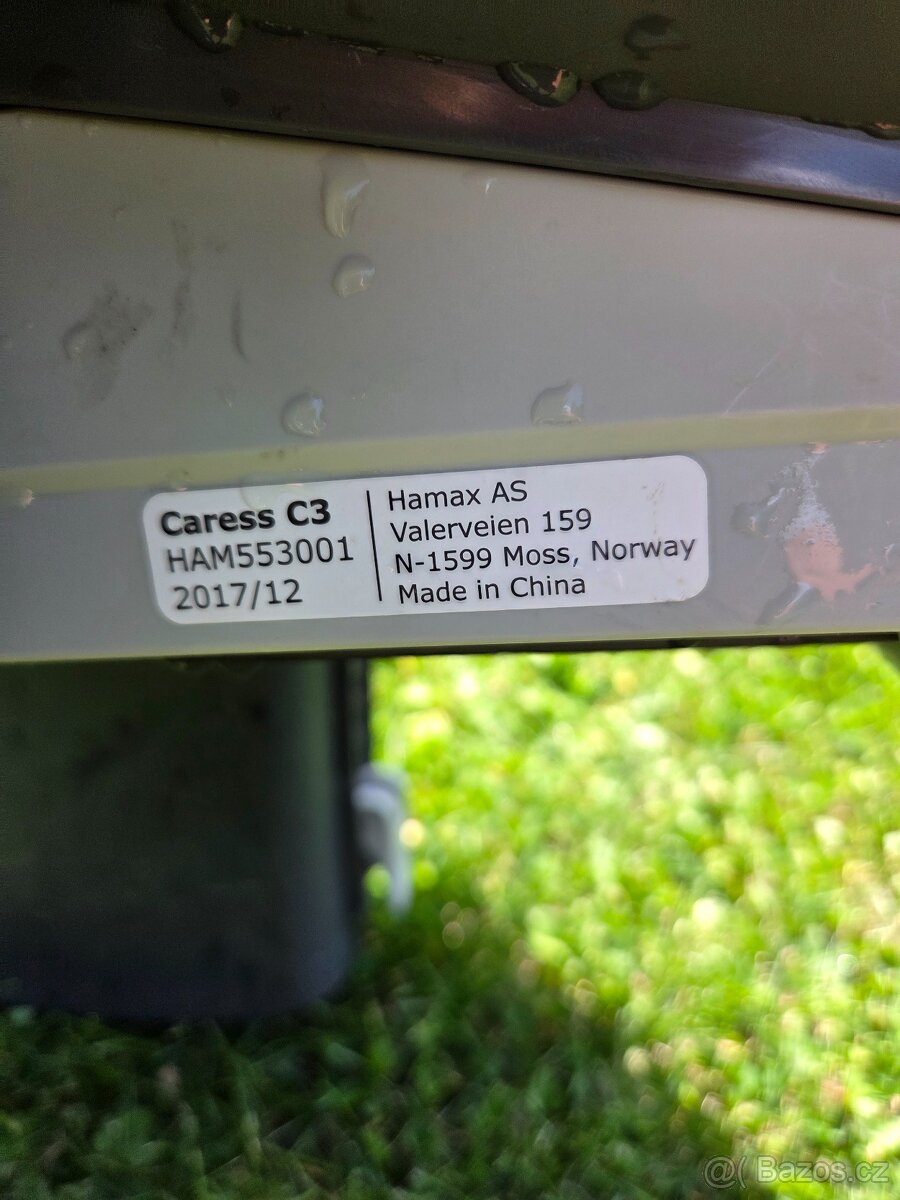 Caress C3
HAM553001
2017/12
Hamax AS
Valerveien 159
N-1599 Moss, Norway
Made in China
@( Bazos.cz